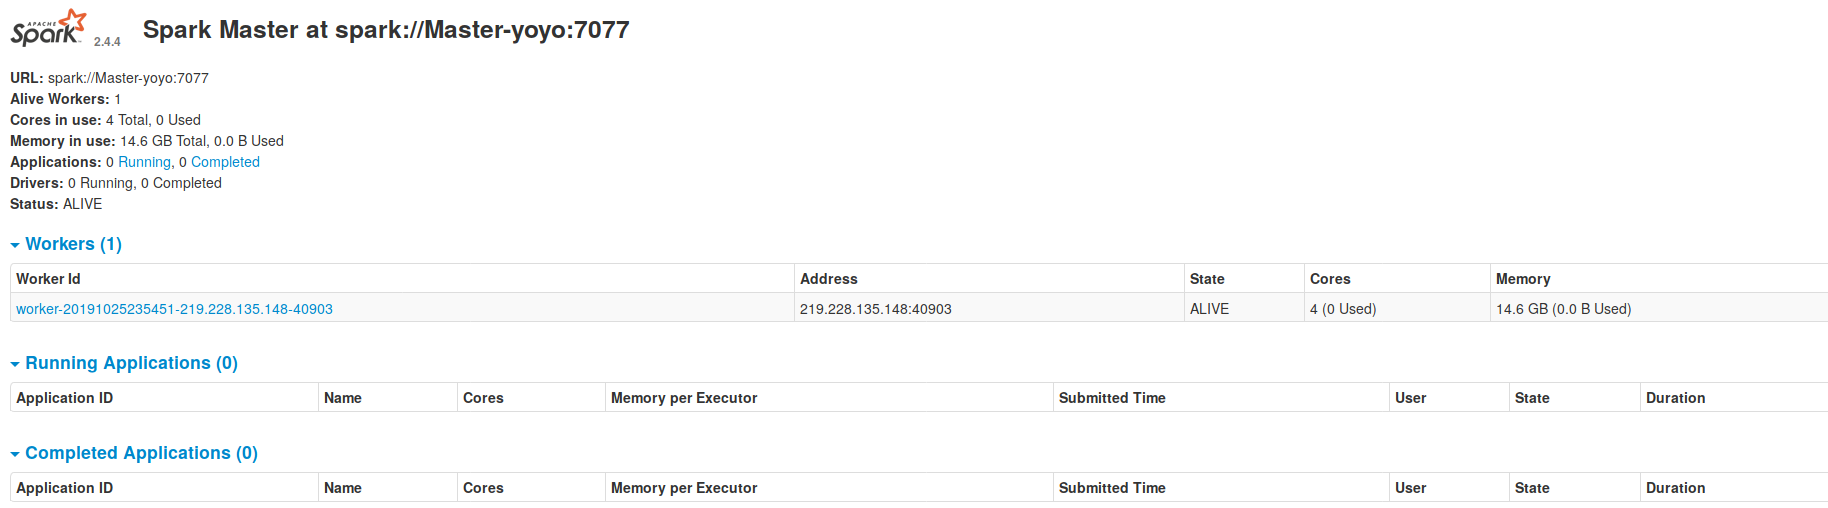 APACHE
Spark 2.4.4 Spark Master at spark://Master-yoyo:7077
URL: spark://Master-yoyo:7077
Alive Workers: 1
Cores in use: 4 Total, 0 Used
Memory in use: 14.6 GB Total, 0.0 B Used
Applications: 0 Running, 0 Completed
Drivers: 0 Running, 0 Completed
Status: ALIVE
Workers (1)
Worker Id Address State Cores Memory
worker-20191025235451-219.228.135.148-40903 219.228.135.148:40903 ALIVE 4 (0 Used) 14.6 GB (0.0 B Used)
Running Applications (0)
Application ID Name Cores Memory per Executor Submitted Time User State Duration
Completed Applications (0)
Application ID Name Cores Memory per Executor Submitted Time User State Duration